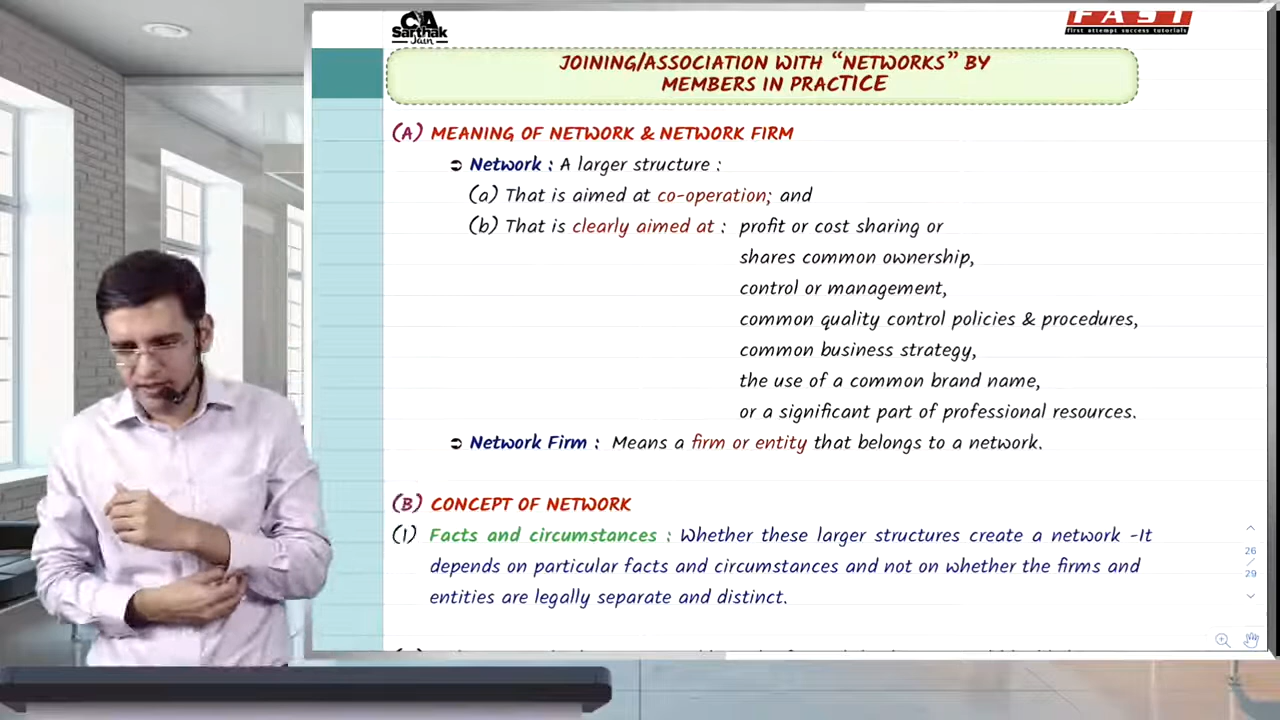 CA
Sarthak
Jain
FAST
first attempt success tutorials
JOINING/ASSOCIATION WITH “NETWORKS” BY
MEMBERS IN PRACTICE
(A) MEANING OF NETWORK & NETWORK FIRM
➲ Network : A larger structure :
(a) That is aimed at co-operation; and
(b) That is clearly aimed at : profit or cost sharing or
shares common ownership,
control or management,
common quality control policies & procedures,
common business strategy,
the use of a common brand name,
or a significant part of professional resources.
➲ Network Firm : Means a firm or entity that belongs to a network.
(B) CONCEPT OF NETWORK
(1) Facts and circumstances : Whether these larger structures create a network -It
depends on particular facts and circumstances and not on whether the firms and
entities are legally separate and distinct.
26
/
29